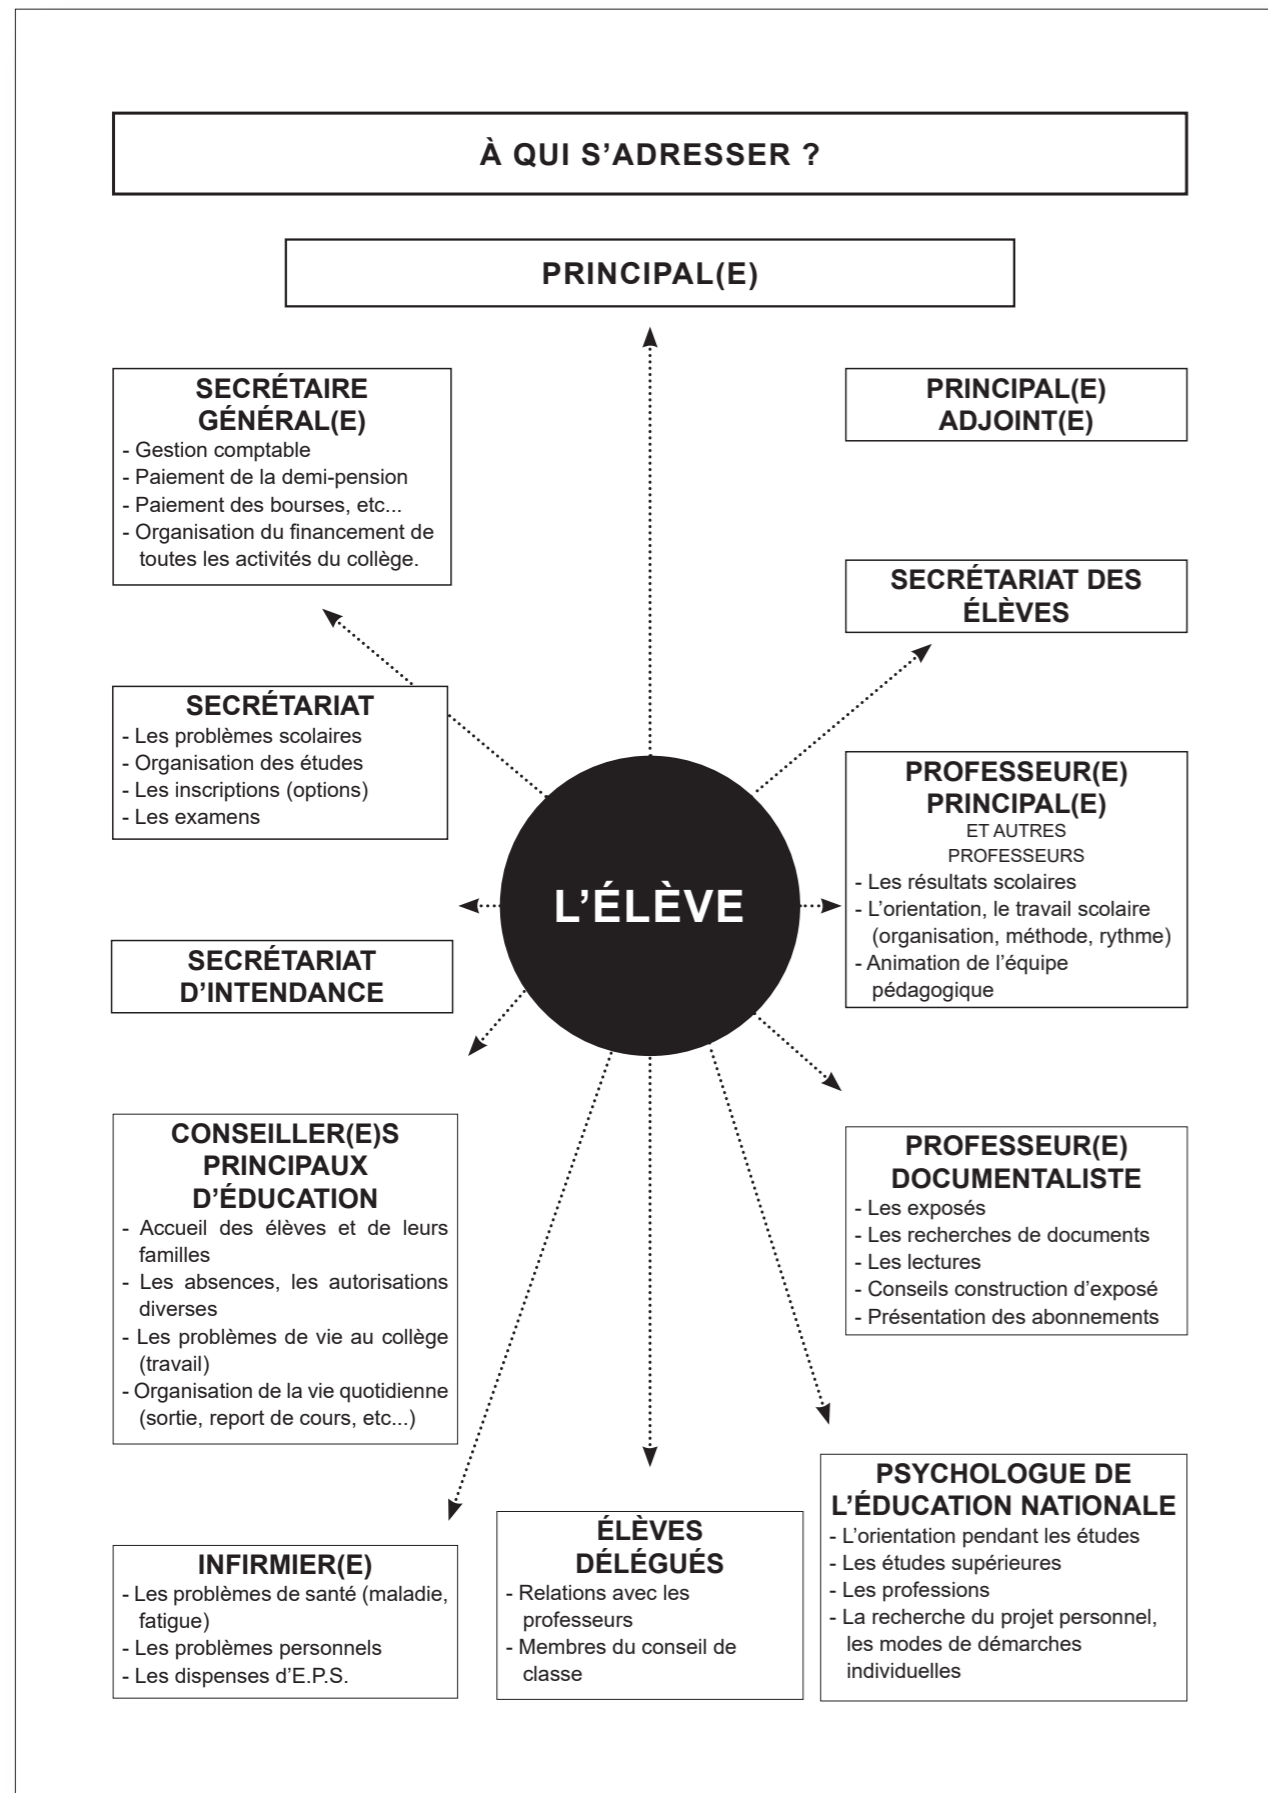 À QUI S’ADRESSER ?
PRINCIPAL(E)
SECRÉTAIRE
GÉNÉRAL(E)
- Gestion comptable
- Paiement de la demi-pension
- Paiement des bourses, etc...
- Organisation du financement de
toutes les activités du collège.
PRINCIPAL(E)
ADJOINT(E)
SECRÉTARIAT DES
ÉLÈVES
SECRÉTARIAT
- Les problèmes scolaires
- Organisation des études
- Les inscriptions (options)
- Les examens
PROFESSEUR(E)
PRINCIPAL(E)
ET AUTRES
PROFESSEURS
- Les résultats scolaires
- L’orientation, le travail scolaire
(organisation, méthode, rythme)
- Animation de l’équipe
pédagogique
L’ÉLÈVE
SECRÉTARIAT
D’INTENDANCE
CONSEILLER(E)S
PRINCIPAUX
D’ÉDUCATION
- Accueil des élèves et de leurs
familles
- Les absences, les autorisations
diverses
- Les problèmes de vie au collège
(travail)
- Organisation de la vie quotidienne
(sortie, report de cours, etc...)
PROFESSEUR(E)
DOCUMENTALISTE
- Les exposés
- Les recherches de documents
- Les lectures
- Conseils construction d’exposé
- Présentation des abonnements
INFIRMIER(E)
- Les problèmes de santé (maladie,
fatigue)
- Les problèmes personnels
- Les dispenses d’E.P.S.
ÉLÈVES
DÉLÉGUÉS
- Relations avec les
professeurs
- Membres du conseil de
classe
PSYCHOLOGUE DE
L’ÉDUCATION NATIONALE
- L’orientation pendant les études
- Les études supérieures
- Les professions
- La recherche du projet personnel,
les modes de démarches
individuelles